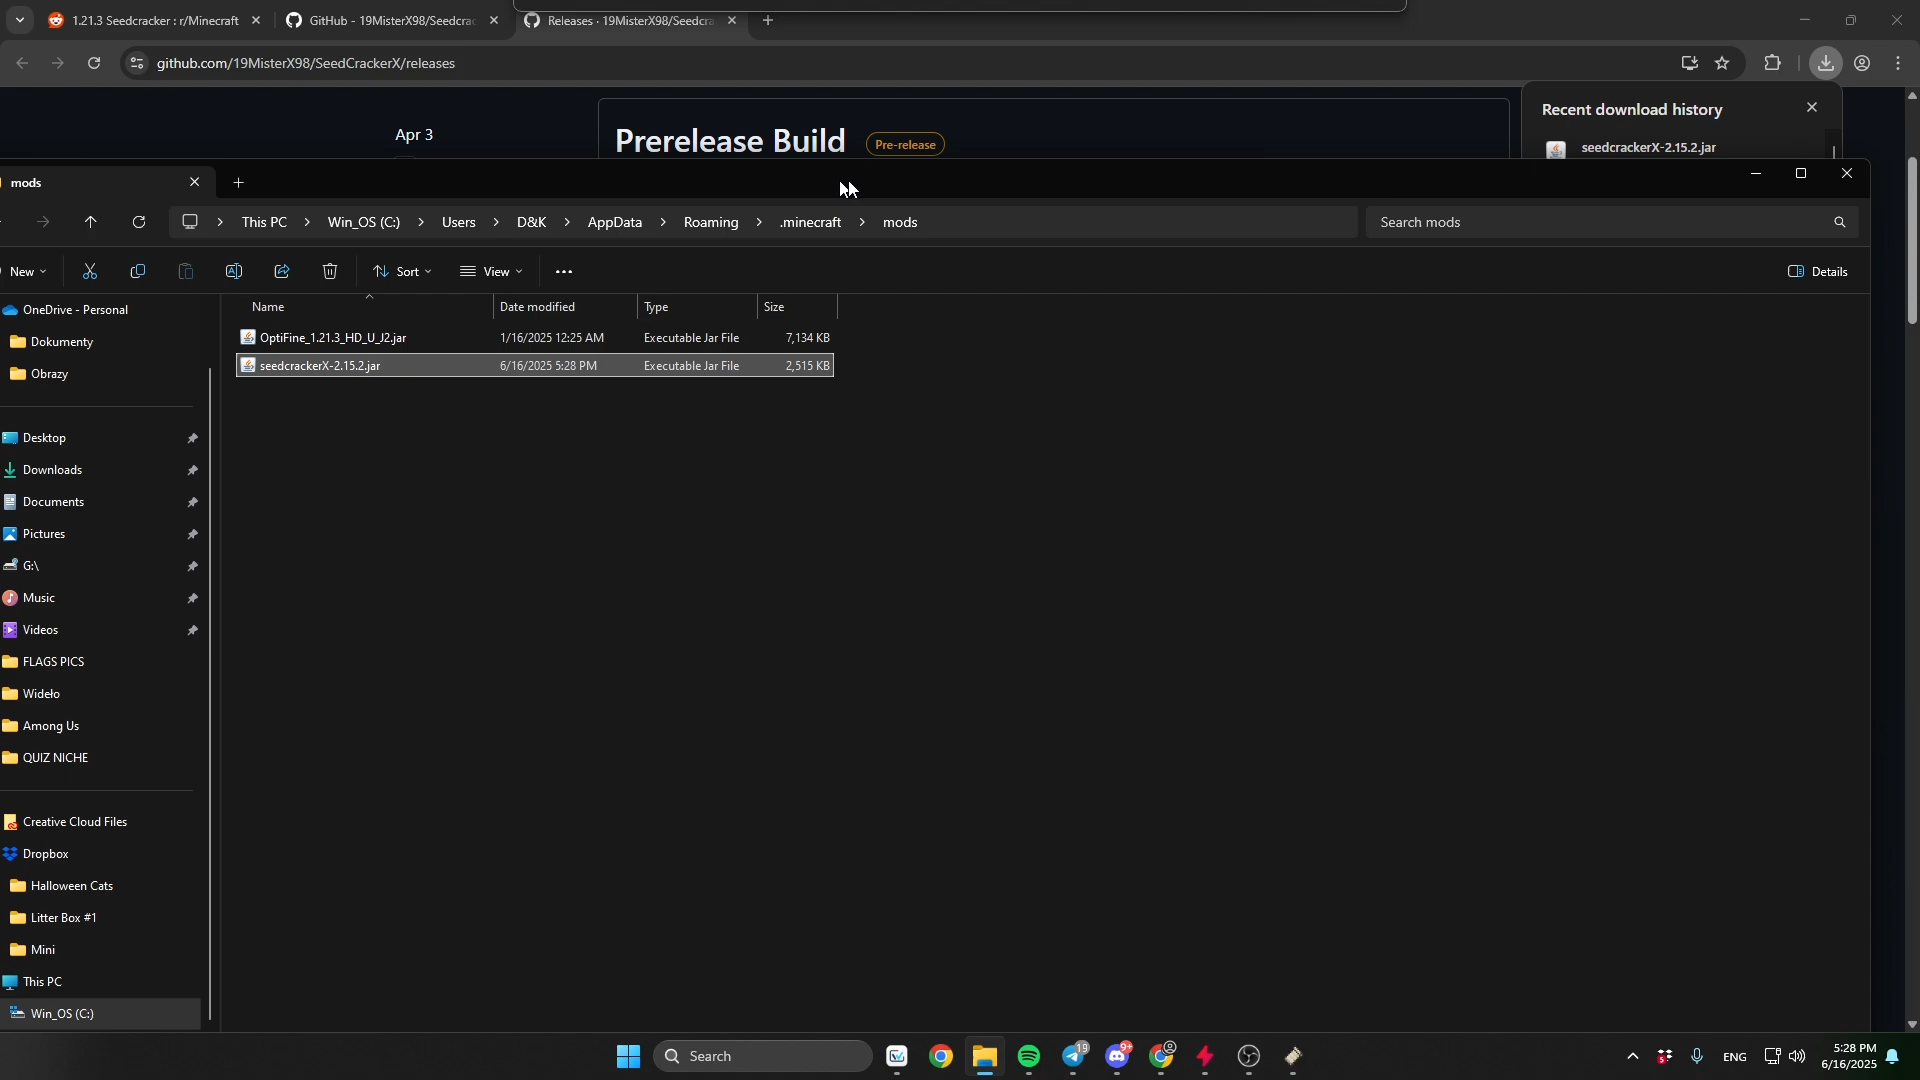 1.21.3 Seedcracker : r/Minecraft
GitHub - 19MisterX98/Seedcrac
Releases · 19MisterX98/Seedcra
github.com/19MisterX98/SeedCrackerX/releases
Recent download history
Apr 3
Prerelease Build
Pre-release
seedcrackerX-2.15.2.jar
mods
This PC > Win_OS (C:) > Users > D&K > AppData > Roaming > .minecraft > mods
Search mods
New
Sort
View
Details
Name
Date modified
Type
Size
OptiFine_1.21.3_HD_U_J2.jar 1/16/2025 12:25 AM Executable Jar File 7,134 KB
seedcrackerX-2.15.2.jar 6/16/2025 5:28 PM Executable Jar File 2,515 KB
OneDrive - Personal
Dokumenty
Obrazy
Desktop
Downloads
Documents
Pictures
G:\
Music
Videos
FLAGS PICS
Wideło
Among Us
QUIZ NICHE
Creative Cloud Files
Dropbox
Halloween Cats
Litter Box #1
Mini
This PC
Win_OS (C:)
Search
19
9+
5
ENG
5:28 PM
6/16/2025